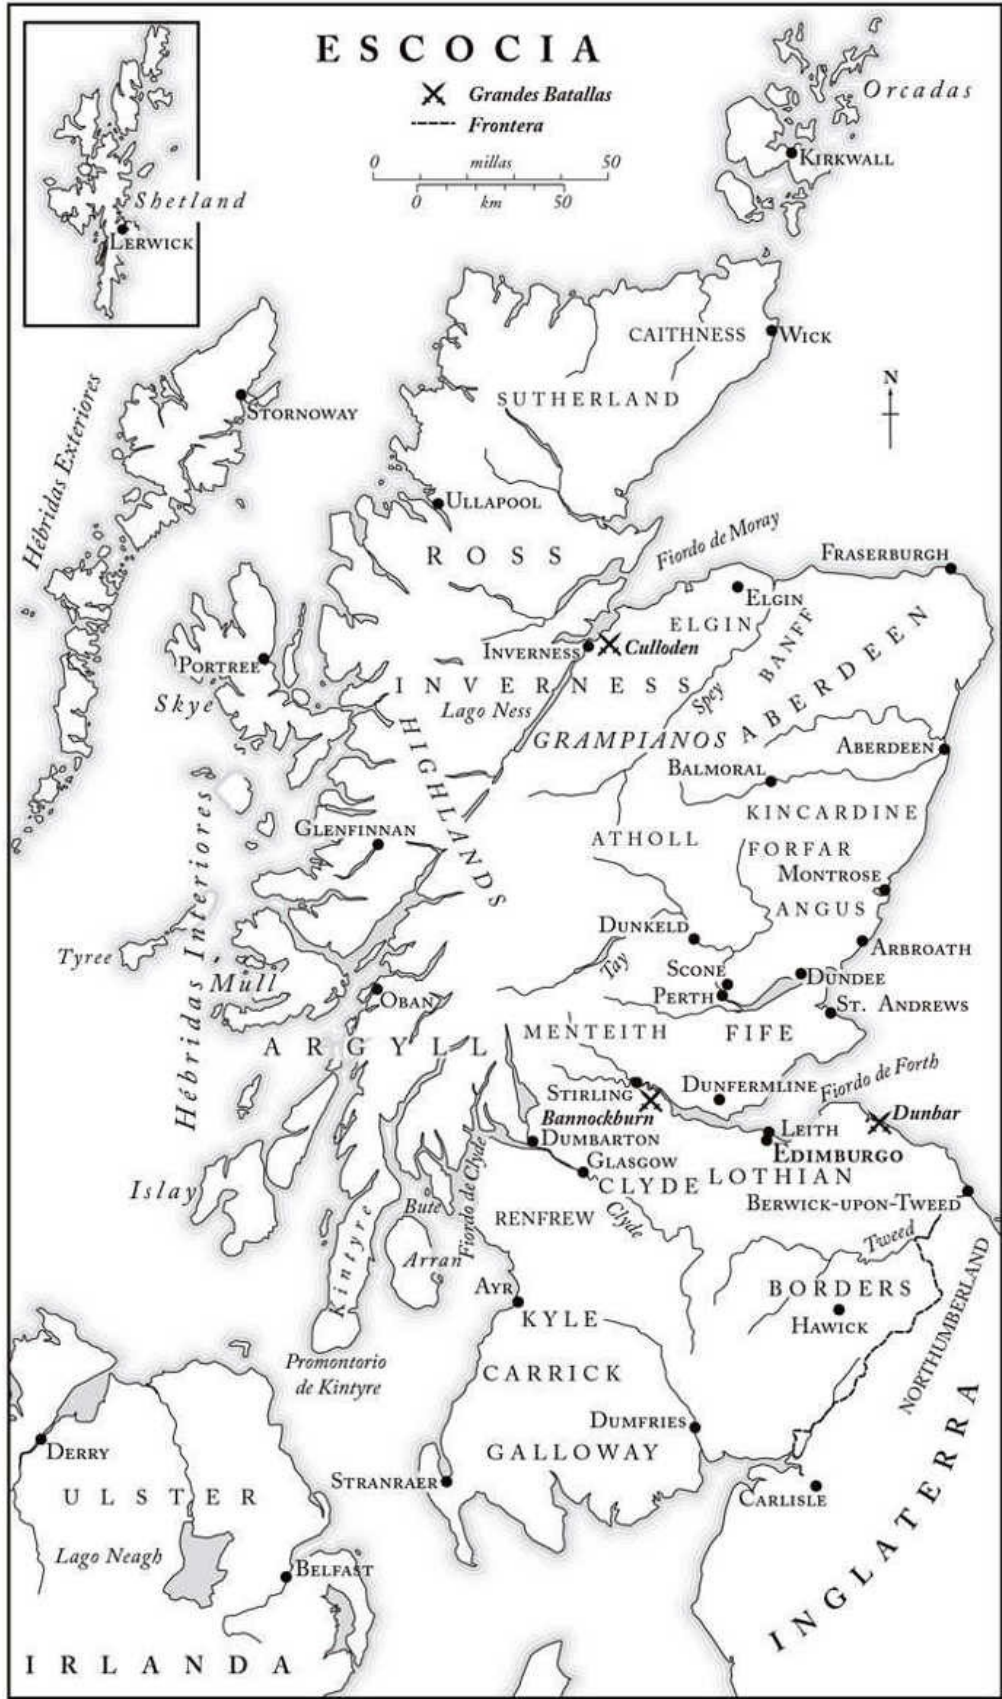 ESCOCIA
Grandes Batallas
Frontera
0 millas 50
0 km 50
Orcadas
KIRKWALL
Shetland
LERWICK
CAITHNESS
WICK
SUTHERLAND
N
STORNOWAY
Hébridas Exteriores
ULLAPOOL
ROSS
Fiordo de Moray
FRASERBURGH
ELGIN
ELGIN
BANFF
ABERDEEN
INVERNESS
Culloden
PORTREE
Skye
INVERNESS
Lago Ness
Spey
HIGHLANDS
GRAMPIANOS
ABERDEEN
BALMORAL
KINCARDINE
Hébridas Interiores
GLENFINNAN
ATHOLL
FORFAR
MONTROSE
ANGUS
DUNKELD
ARBROATH
Tyree
Mull
Tay
SCONE
DUNDEE
PERTH
OBAN
ST. ANDREWS
MENTEITH
FIFE
ARGYLL
STIRLING
DUNFERMLINE
Fiordo de Forth
Bannockburn
Dunbar
DUMBARTON
LEITH
EDIMBURGO
GLASGOW
CLYDE
LOTHIAN
Islay
Bute
Fiordo de Clyde
BERWICK-UPON-TWEED
RENFREW
Clyde
Tweed
Kintyre
Arran
AYR
BORDERS
KYLE
HAWICK
NORTHUMBERLAND
Promontorio
de Kintyre
CARRICK
DUMFRIES
DERRY
GALLOWAY
STRANRAER
CARLISLE
ULSTER
INGLATERRA
Lago Neagh
BELFAST
IRLANDA